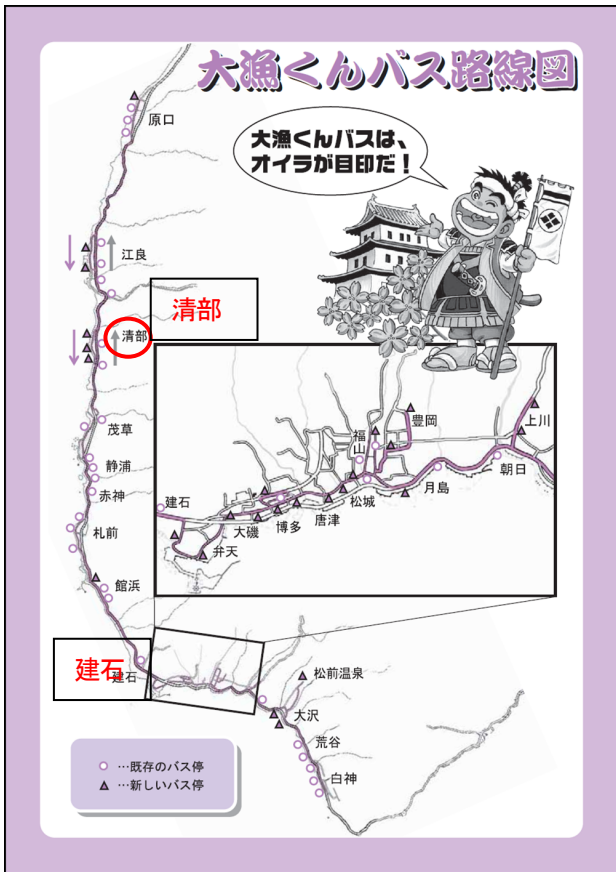 大漁くんバス路線図
大漁くんバスは、
オイラが目印だ！
原口
江良
清部
清部
茂草
静浦
赤神
札前
館浜
建石
建石
豊岡
上川
福山
朝日
月島
松城
唐津
博多
大磯
弁天
建石
松前温泉
大沢
荒谷
白神
○…既存のバス停
▲…新しいバス停